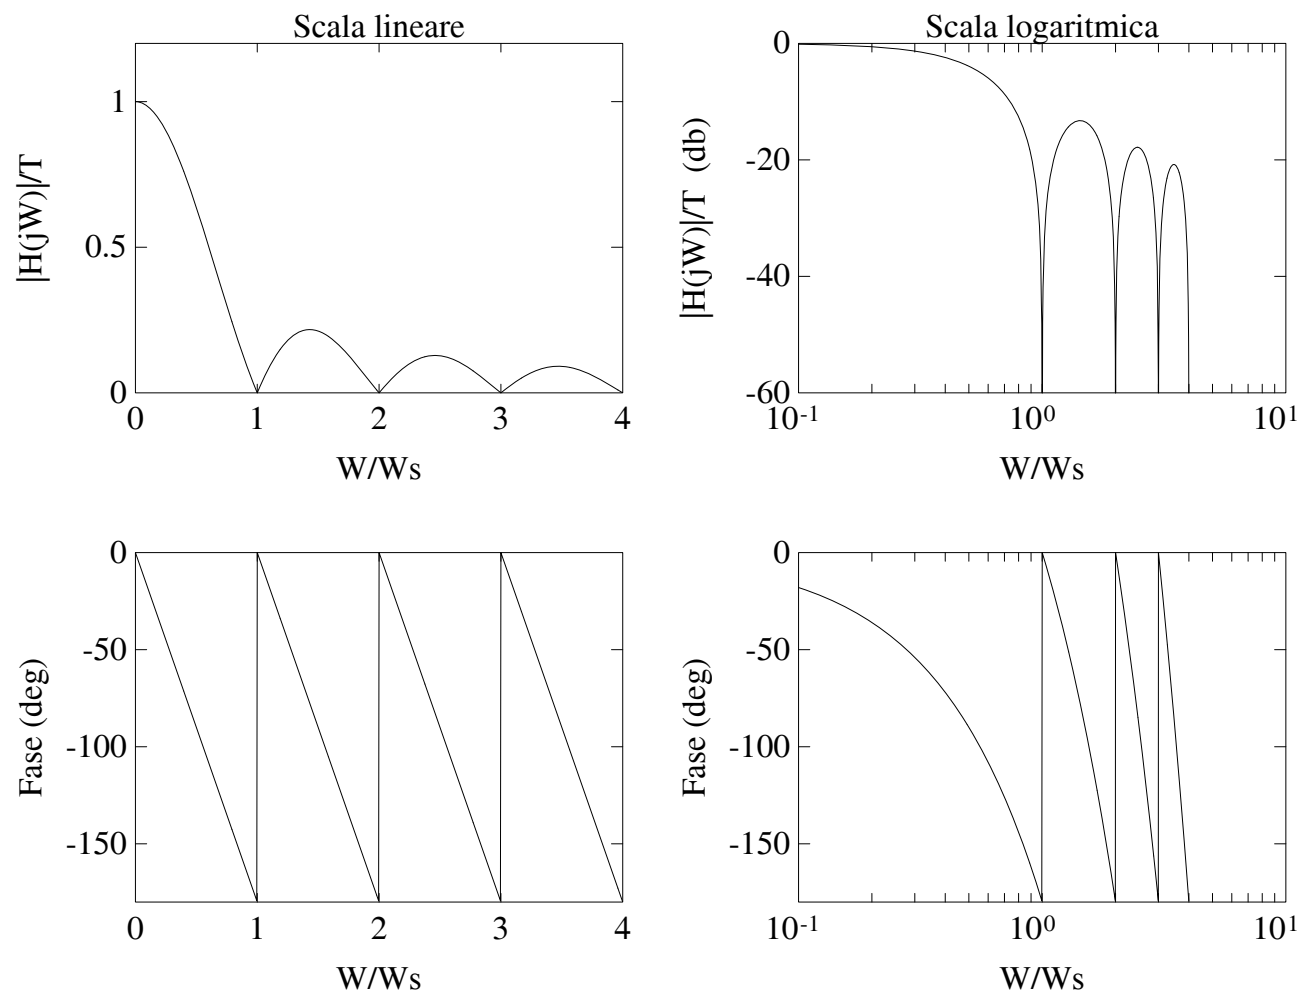 Scala lineare
|H(jW)|/T
1
0.5
0
0 1 2 3 4
W/Ws
Scala logaritmica
|H(jW)|/T (db)
0
-20
-40
-60
10-1 100 101
W/Ws
Fase (deg)
0
-50
-100
-150
0 1 2 3 4
W/Ws
Fase (deg)
0
-50
-100
-150
10-1 100 101
W/Ws